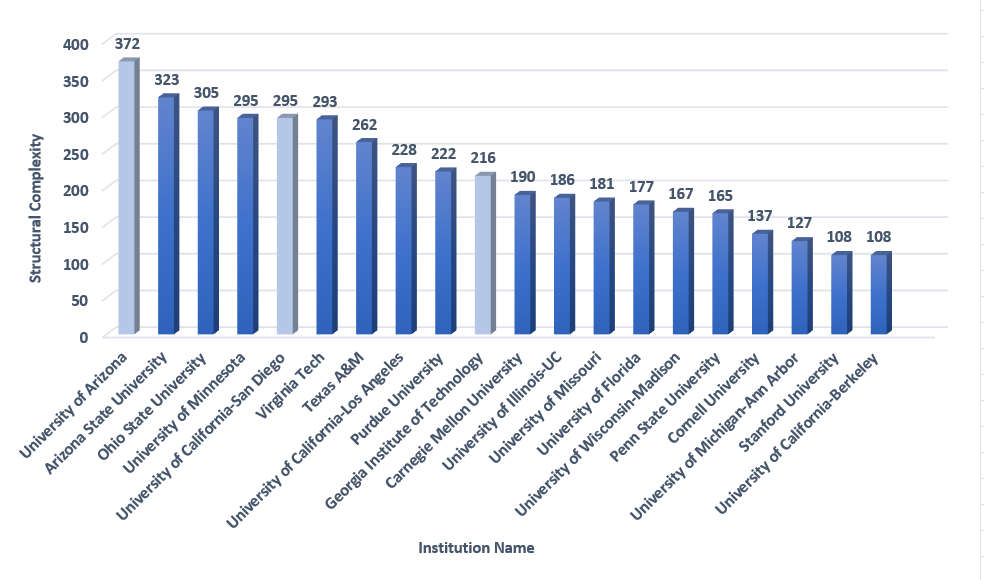 400
350
300
250
200
150
100
50
0
Structural Complexity
372
323
305
295
295
293
262
228
222
216
190
186
181
177
167
165
137
127
108
108
University of Arizona
Arizona State University
Ohio State University
University of Minnesota
University of California-San Diego
Virginia Tech
Texas A&M
University of California-Los Angeles
Purdue University
Georgia Institute of Technology
Carnegie Mellon University
University of Illinois-UC
University of Missouri
University of Florida
University of Wisconsin-Madison
Penn State University
Cornell University
University of Michigan-Ann Arbor
Stanford University
University of California-Berkeley
Institution Name